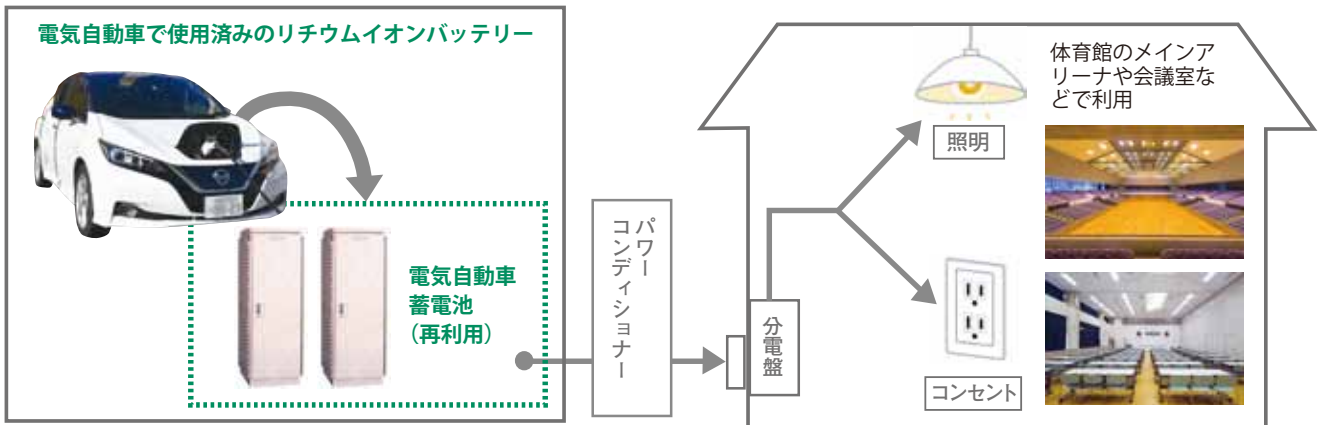 電気自動車で使用済みのリチウムイオンバッテリー
電気自動車
蓄電池
(再利用)
パワー
コンディショナー
分電盤
照明
コンセント
体育館のメインア
リーナや会議室な
どで利用